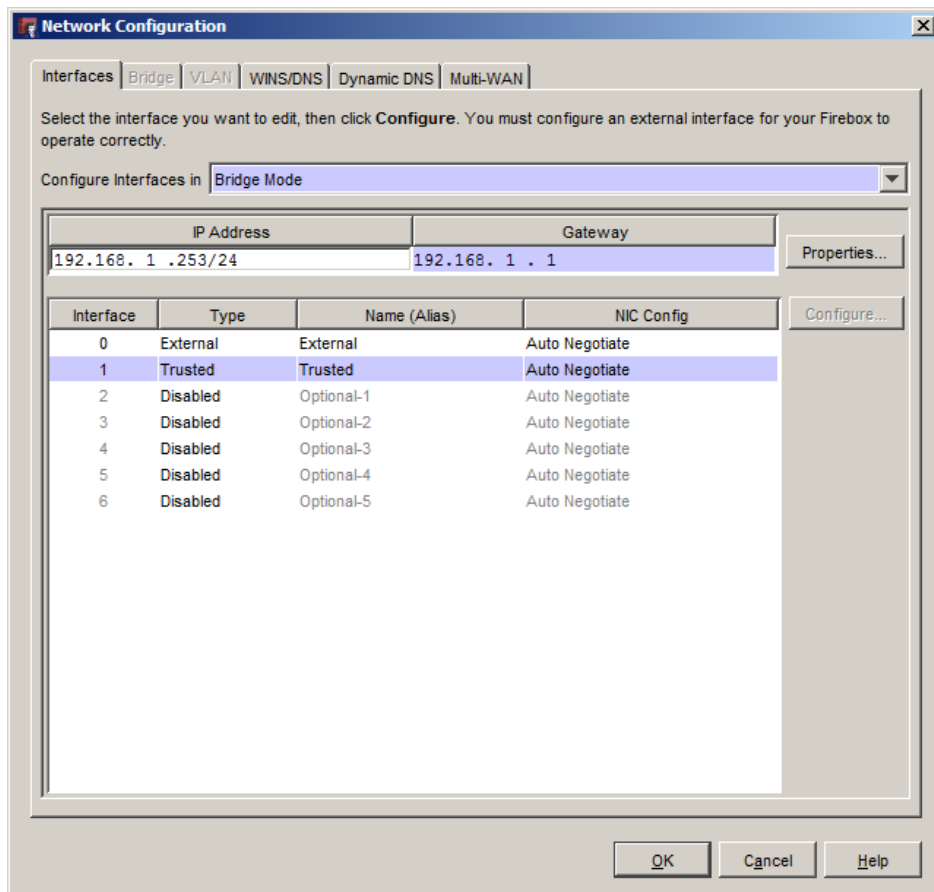 Network Configuration
Interfaces Bridge VLAN WINS/DNS Dynamic DNS Multi-WAN
Select the interface you want to edit, then click Configure. You must configure an external interface for your Firebox to
operate correctly.
Configure Interfaces in Bridge Mode
IP Address Gateway
192.168. 1 .253/24 192.168. 1 . 1
Properties...
Interface Type Name (Alias) NIC Config
Configure...
0 External External Auto Negotiate
1 Trusted Trusted Auto Negotiate
2 Disabled Optional-1 Auto Negotiate
3 Disabled Optional-2 Auto Negotiate
4 Disabled Optional-3 Auto Negotiate
5 Disabled Optional-4 Auto Negotiate
6 Disabled Optional-5 Auto Negotiate
OK Cancel Help